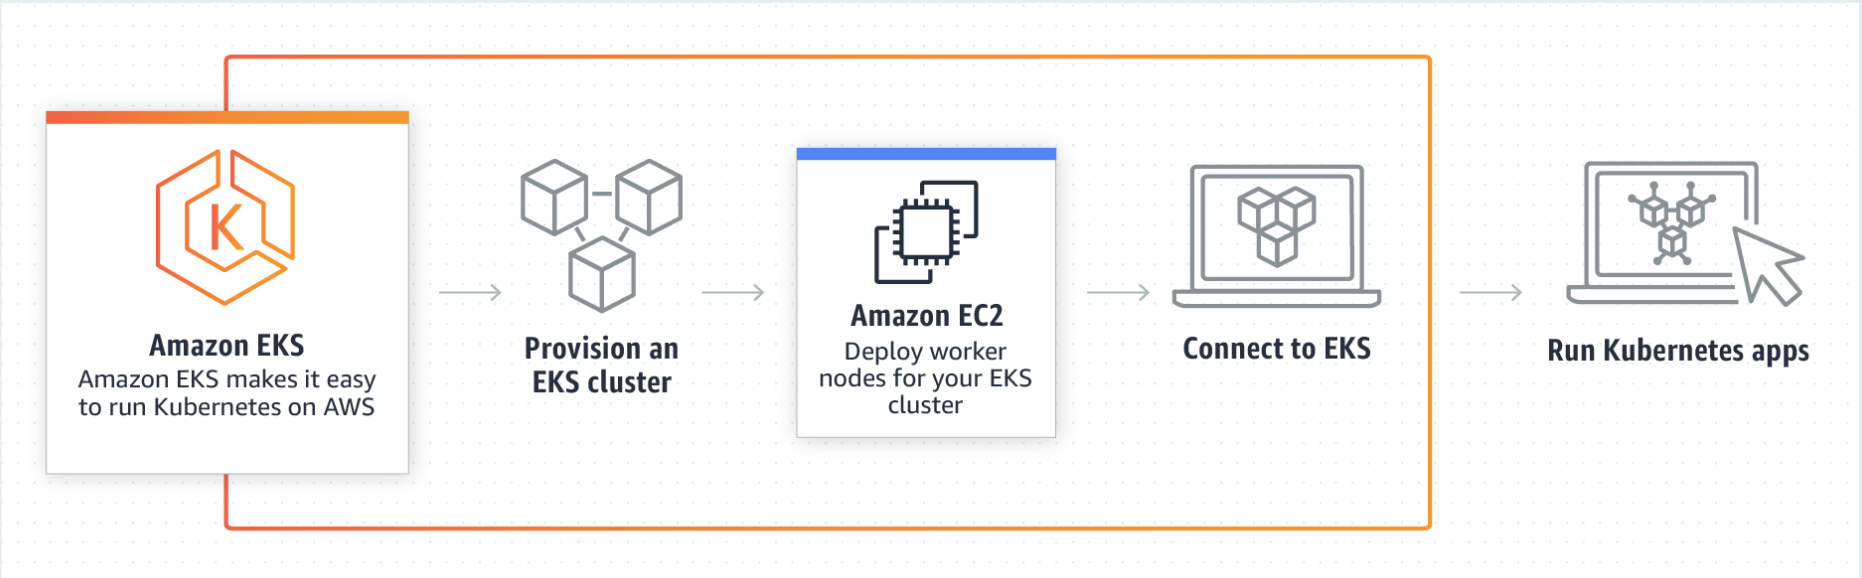 K
Amazon EKS
Amazon EKS makes it easy
to run Kubernetes on AWS
Provision an
EKS cluster
Amazon EC2
Deploy worker
nodes for your EKS
cluster
Connect to EKS
Run Kubernetes apps